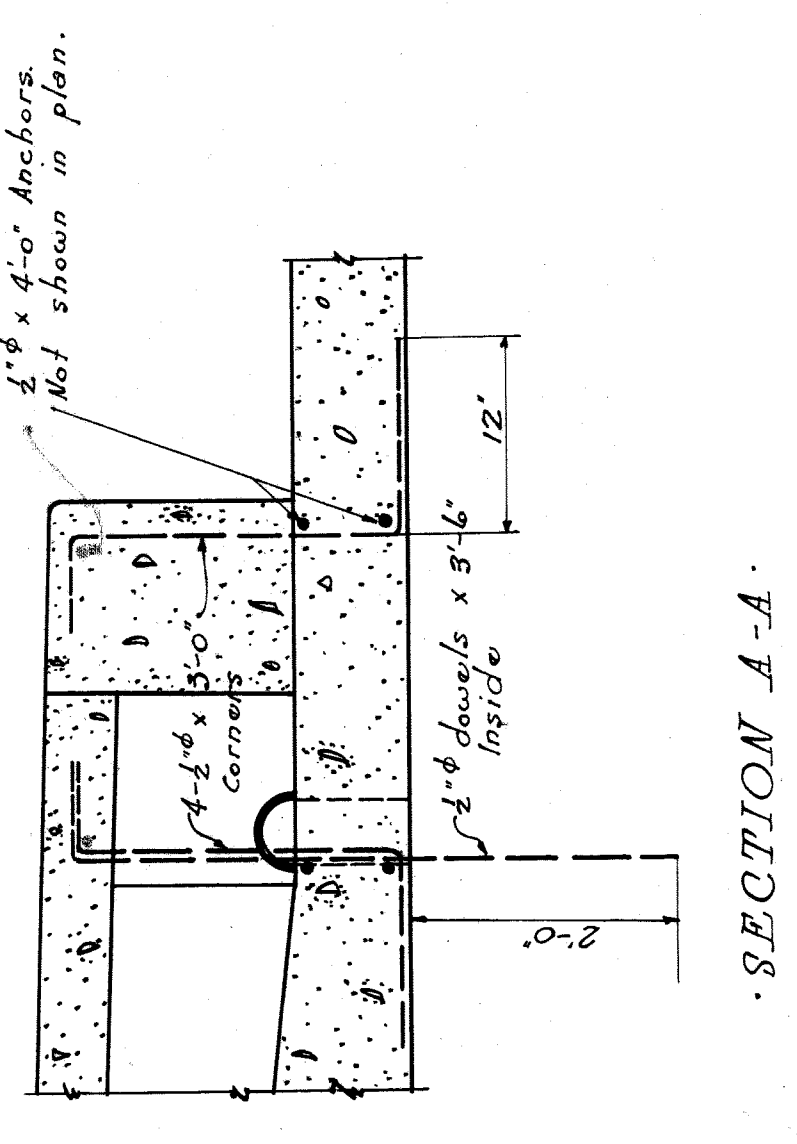 ½"φ x 4'-0" Anchors.
Not shown in plan.
4-½"φ x 3'-0"
Corners
12"
½"φ dowels x 3'-6"
Inside
2'-0"
·SECTION A-A·